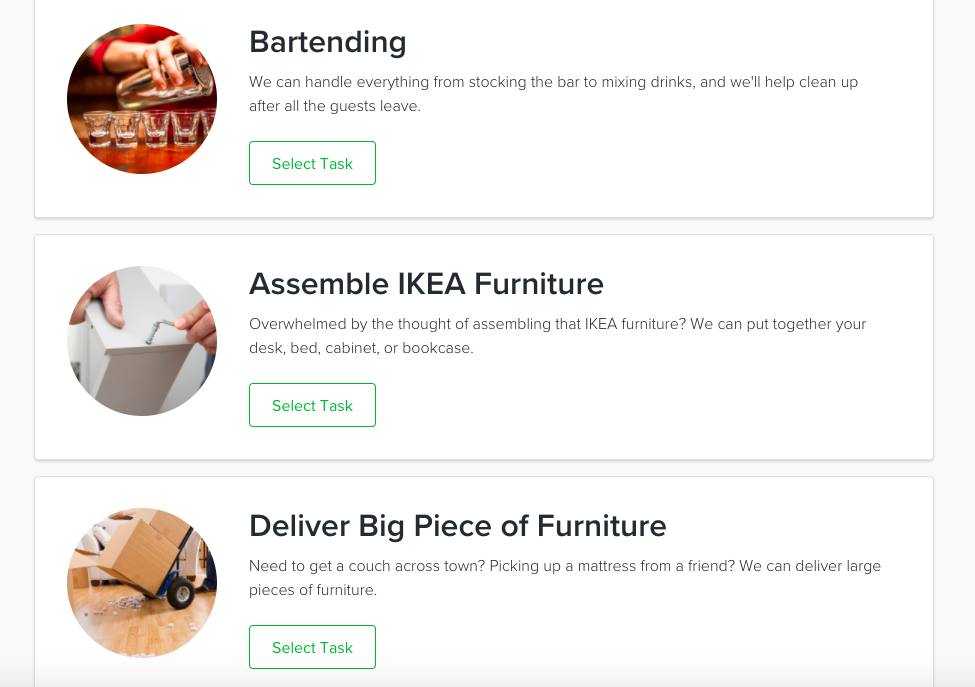 Bartending
We can handle everything from stocking the bar to mixing drinks, and we'll help clean up
after all the guests leave.
Select Task
Assemble IKEA Furniture
Overwhelmed by the thought of assembling that IKEA furniture? We can put together your
desk, bed, cabinet, or bookcase.
Select Task
Deliver Big Piece of Furniture
Need to get a couch across town? Picking up a mattress from a friend? We can deliver large
pieces of furniture.
Select Task